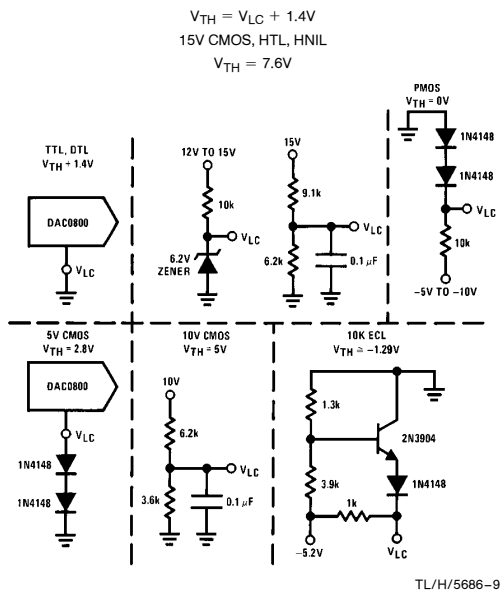 V_TH = V_LC + 1.4V
15V CMOS, HTL, HNIL
V_TH = 7.6V
PMOS
V_TH = 0V
1N4148
1N4148
V_LC
10k
-5V TO -10V
TTL, DTL
V_TH + 1.4V
DAC0800
V_LC
12V TO 15V
10k
V_LC
6.2V
ZENER
15V
9.1k
V_LC
6.2k
0.1 µF
5V CMOS
V_TH = 2.8V
DAC0800
V_LC
1N4148
1N4148
10V CMOS
V_TH = 5V
10V
6.2k
V_LC
3.6k
0.1 µF
10K ECL
V_TH ≅ -1.29V
1.3k
2N3904
3.9k
1N4148
1k
-5.2V
V_LC
TL/H/5686-9